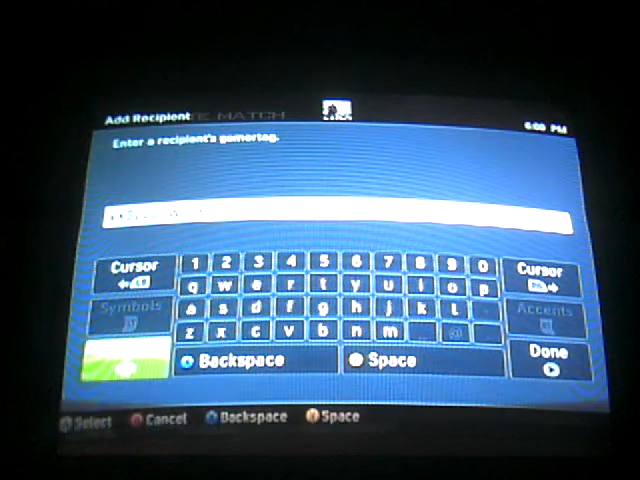 Add Recipient
E MATCH
6:00 PM
Enter a recipient's gamertag.
Cursor
1 2 3 4 5 6 7 8 9 0
Cursor
q w e r t y u i o p
Symbols
a s d f g h j k l
Accents
z x c v b n m _ @ .
Backspace
Space
Done
Select Cancel Backspace Space